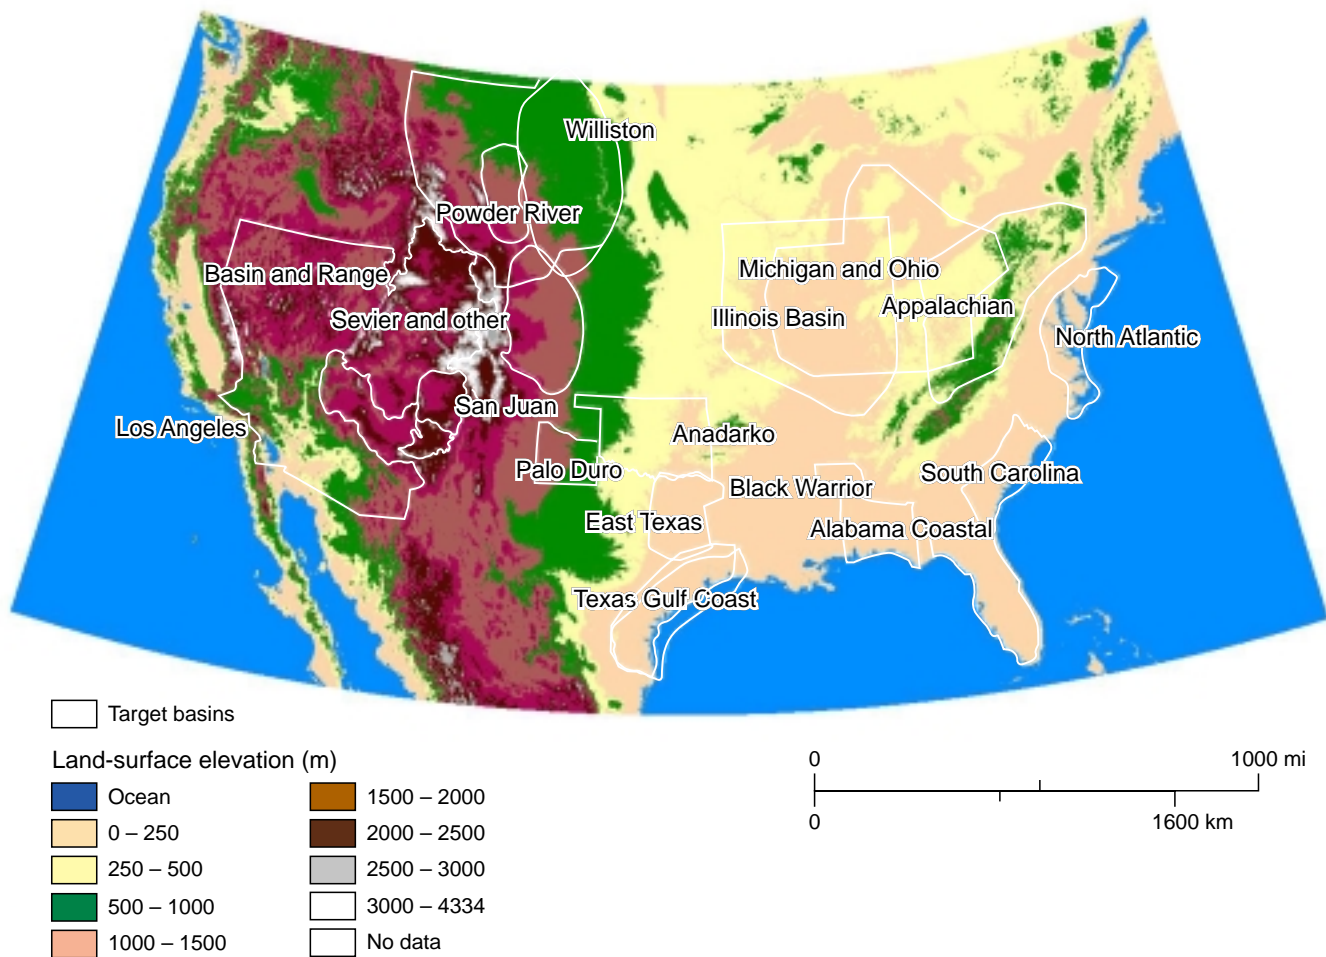 Williston
Powder River
Basin and Range
Michigan and Ohio
Sevier and other
Illinois Basin
Appalachian
North Atlantic
San Juan
Los Angeles
Anadarko
Palo Duro
Black Warrior
South Carolina
East Texas
Alabama Coastal
Texas Gulf Coast
Target basins
Land-surface elevation (m)
Ocean
0 – 250
250 – 500
500 – 1000
1000 – 1500
1500 – 2000
2000 – 2500
2500 – 3000
3000 – 4334
No data
0 1000 mi
0 1600 km